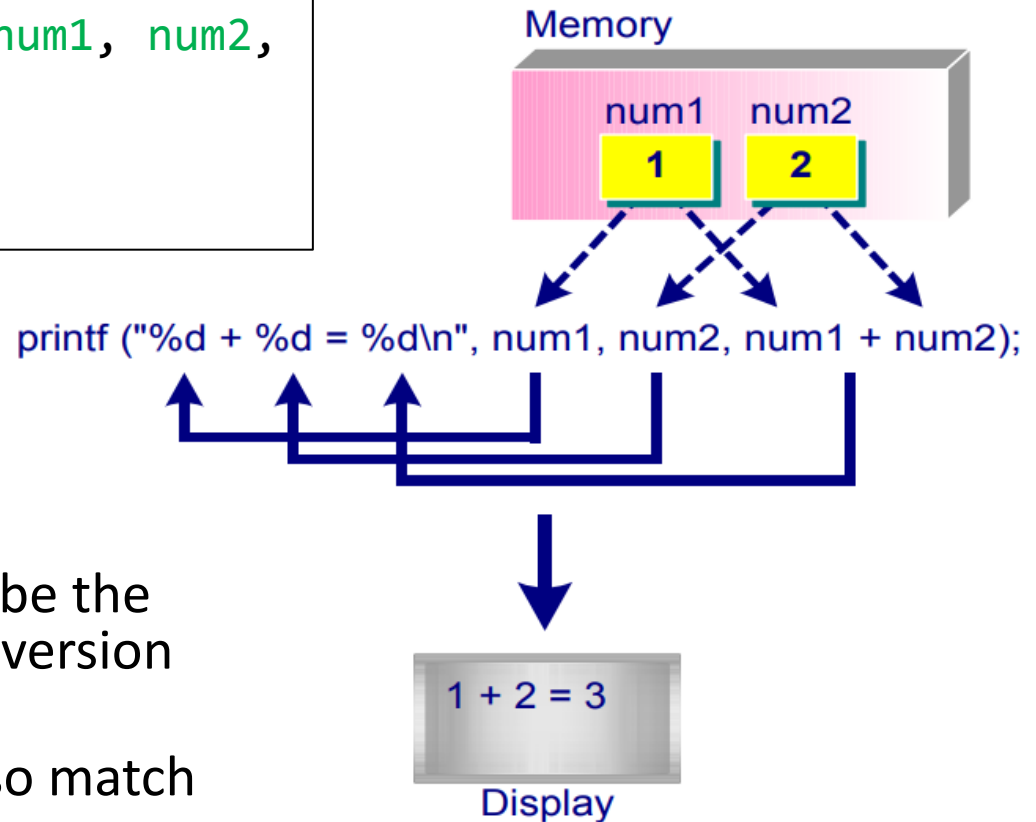 num1, num2,
Memory
num1 num2
1 2
printf ("%d + %d = %d\n", num1, num2, num1 + num2);
be the
version
so match
1 + 2 = 3
Display